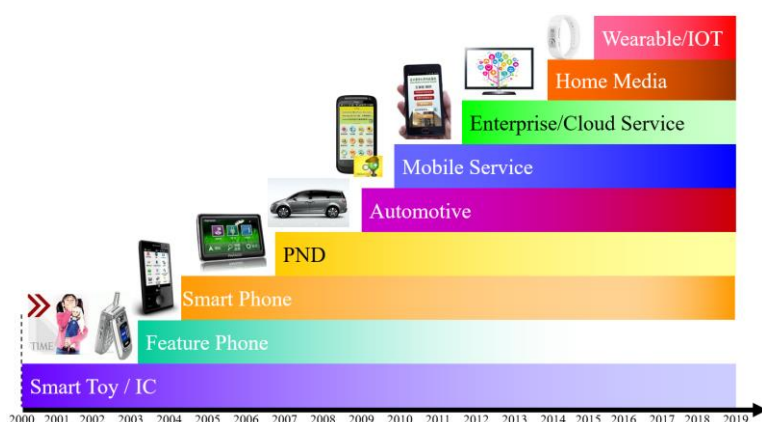 Wearable/IOT
Home Media
Enterprise/Cloud Service
Mobile Service
Automotive
PND
Smart Phone
TIME
Feature Phone
Smart Toy / IC
2000 2001 2002 2003 2004 2005 2006 2007 2008 2009 2010 2011 2012 2013 2014 2015 2016 2017 2018 2019